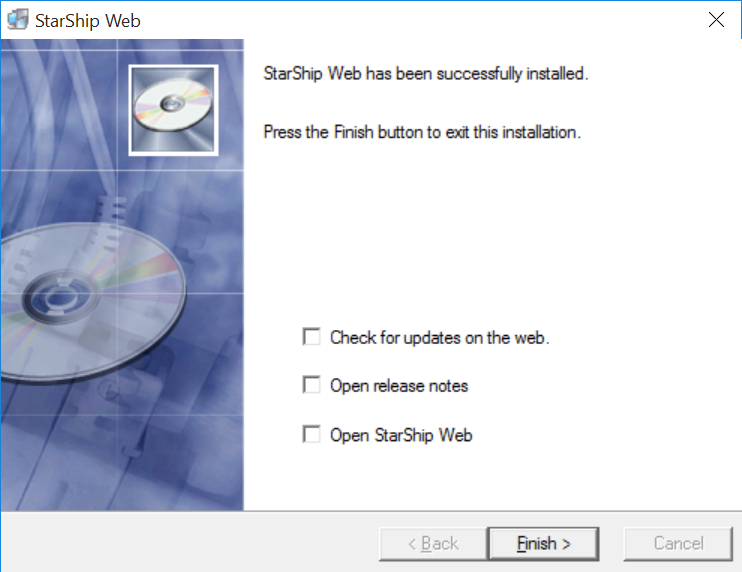 StarShip Web
StarShip Web has been successfully installed.
Press the Finish button to exit this installation.
Check for updates on the web.
Open release notes
Open StarShip Web
< Back
Finish >
Cancel